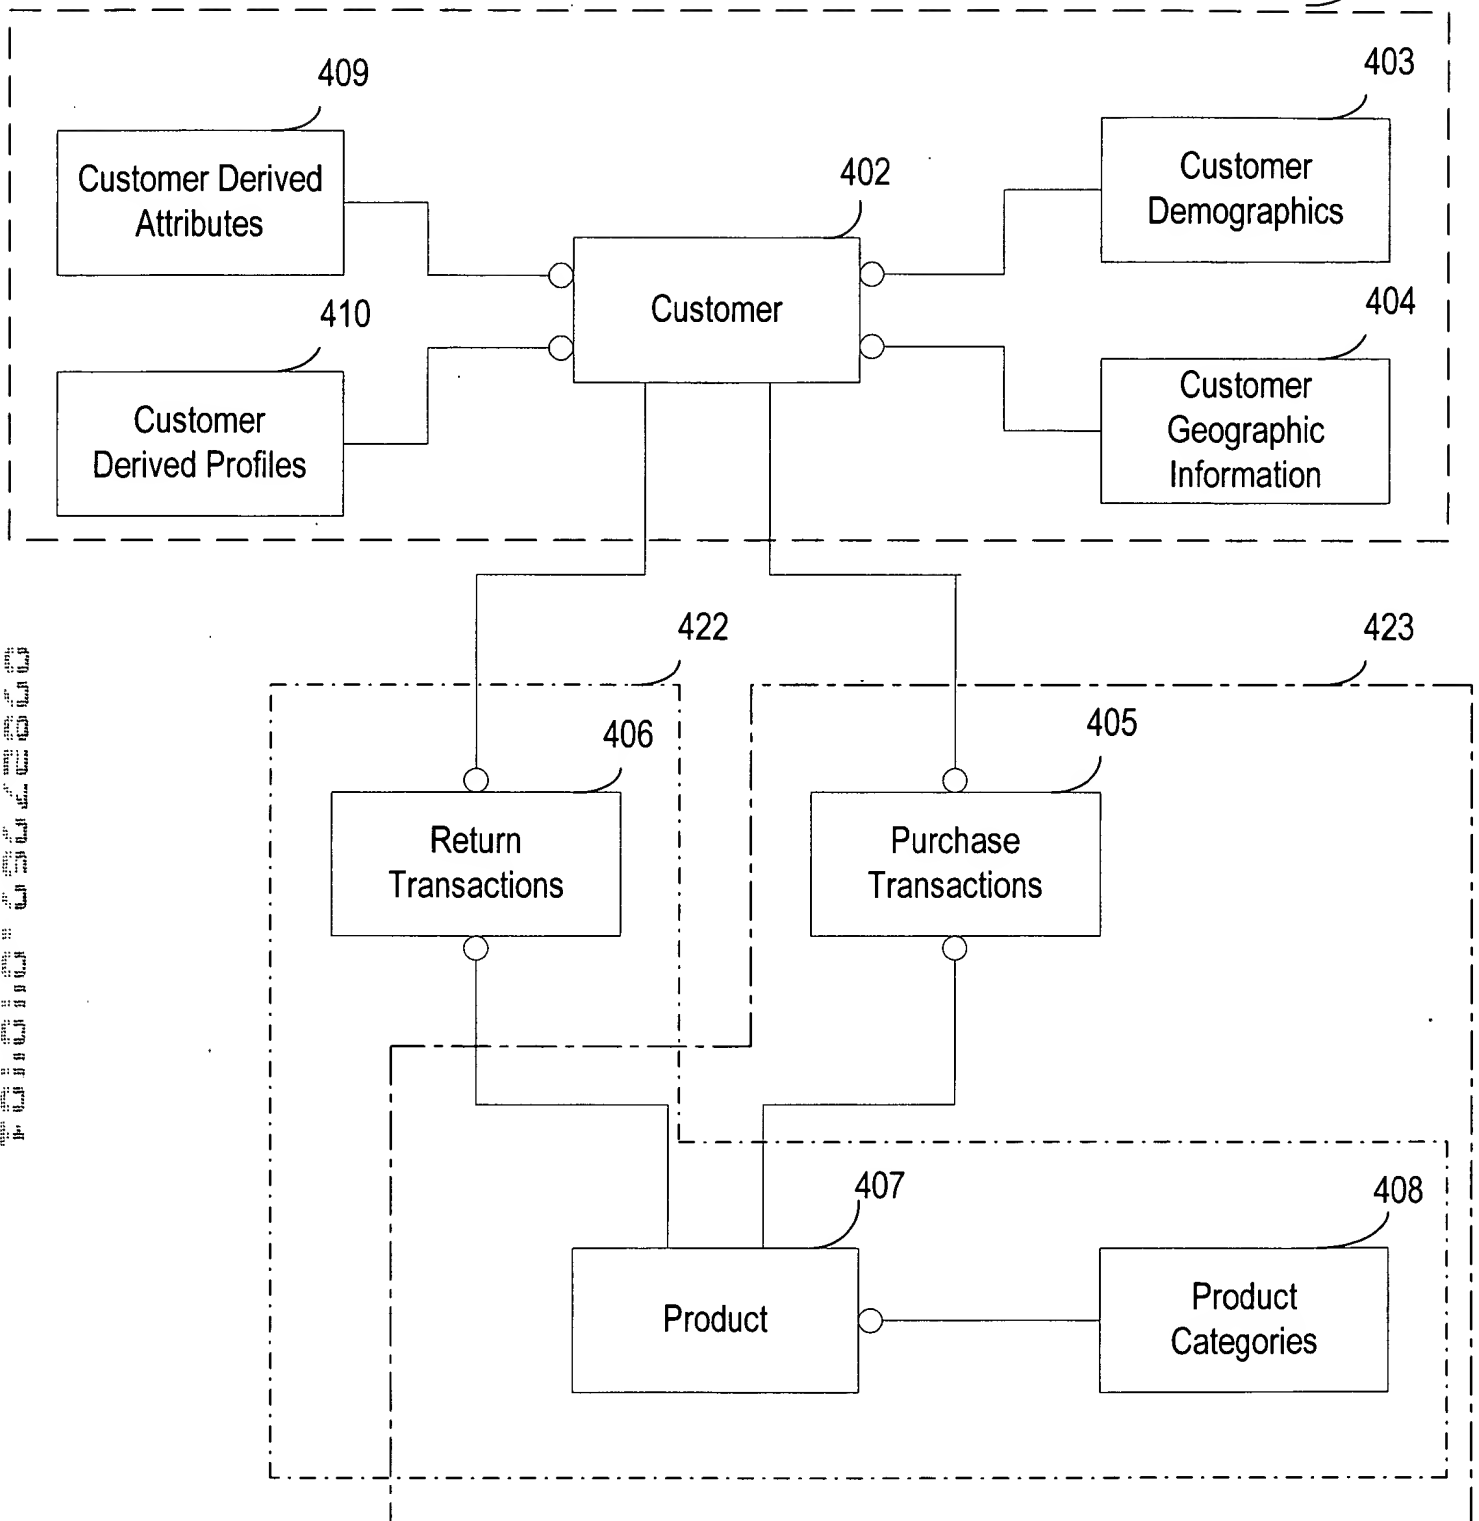 409
403
Customer Derived
Attributes
402
Customer
Demographics
Customer
410
404
Customer
Derived Profiles
Customer
Geographic
Information
422
423
406
405
Return
Transactions
Purchase
Transactions
407
408
Product
Product
Categories